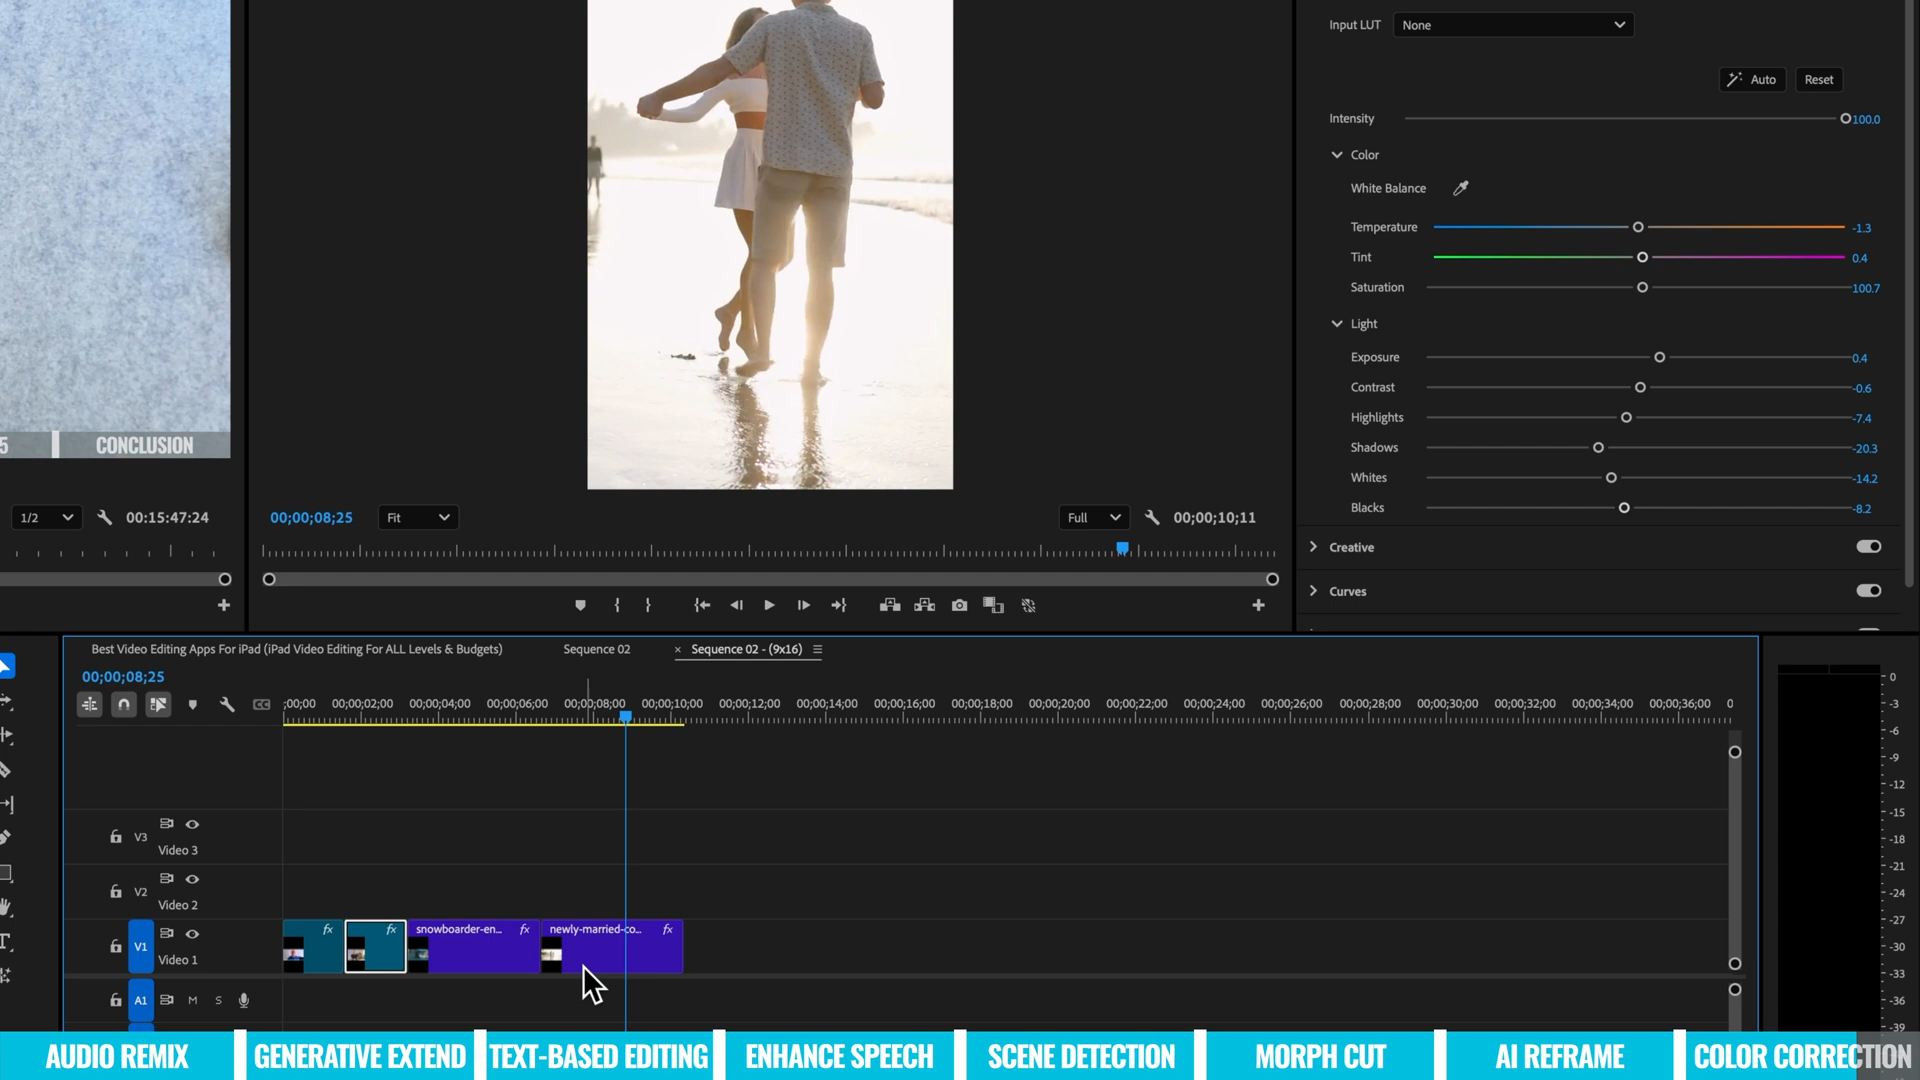 Input LUT None
Auto Reset
Intensity 100.0
Color
White Balance
Temperature -1.3
Tint 0.4
Saturation 100.7
Light
Exposure 0.4
Contrast -0.6
Highlights -7.4
Shadows -20.3
Whites -14.2
Blacks -8.2
Creative
Curves
5 CONCLUSION
1/2 00:15:47:24
00;00;08;25 Fit Full 00;00;10;11
Best Video Editing Apps For iPad (iPad Video Editing For ALL Levels & Budgets) Sequence 02 × Sequence 02 - (9x16)
00;00;08;25
CC
;00;00 00;00;02;00 00;00;04;00 00;00;06;00 00;00;08;00 00;00;10;00 00;00;12;00 00;00;14;00 00;00;16;00 00;00;18;00 00;00;20;00 00;00;22;00 00;00;24;00 00;00;26;00 00;00;28;00 00;00;30;00 00;00;32;00 00;00;34;00 00;00;36;00 0
V3
Video 3
V2
Video 2
V1
Video 1
fx fx snowboarder-en... fx newly-married-co... fx
A1 M S
0
-3
-6
-9
-12
-15
-18
-21
-24
-27
-30
-33
-36
-39
AUDIO REMIX GENERATIVE EXTEND TEXT-BASED EDITING ENHANCE SPEECH SCENE DETECTION MORPH CUT AI REFRAME COLOR CORRECTION